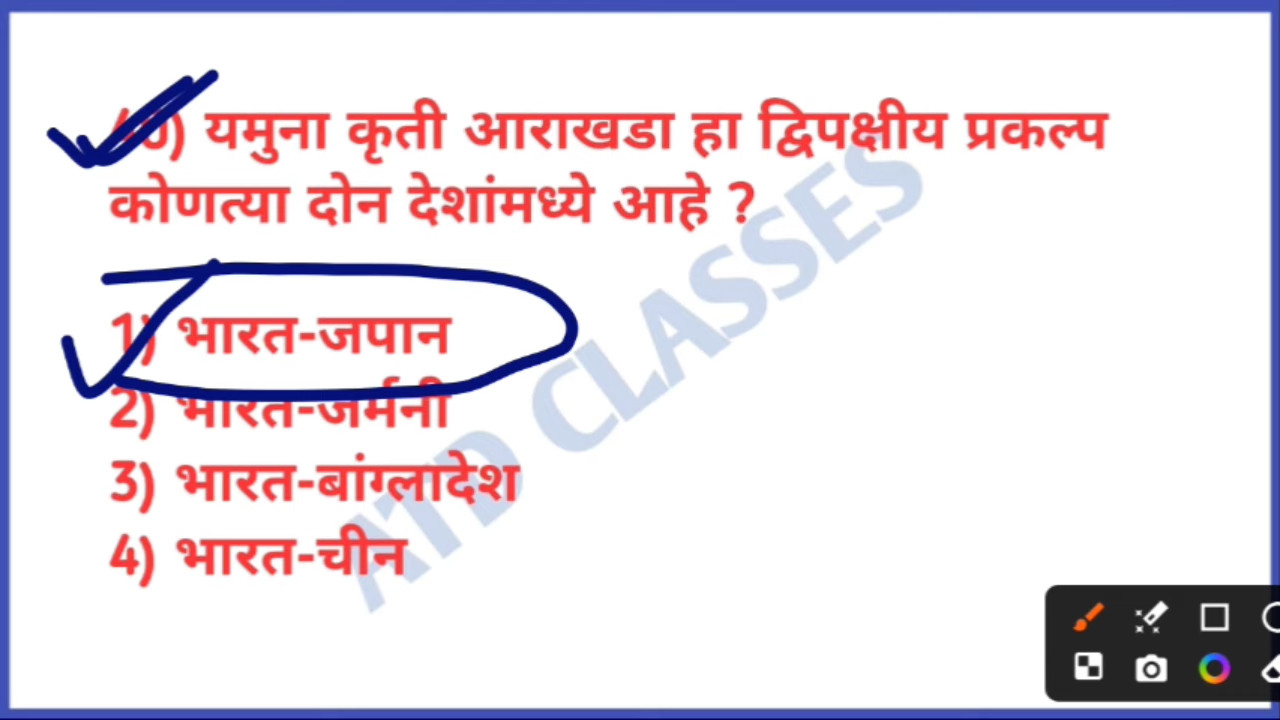 यमुना कृती आराखडा हा द्विपक्षीय प्रकल्प
कोणत्या दोन देशांमध्ये आहे ?
1) भारत-जपान
2) भारत-जर्मनी
3) भारत-बांग्लादेश
4) भारत-चीन
ATD CLASSES